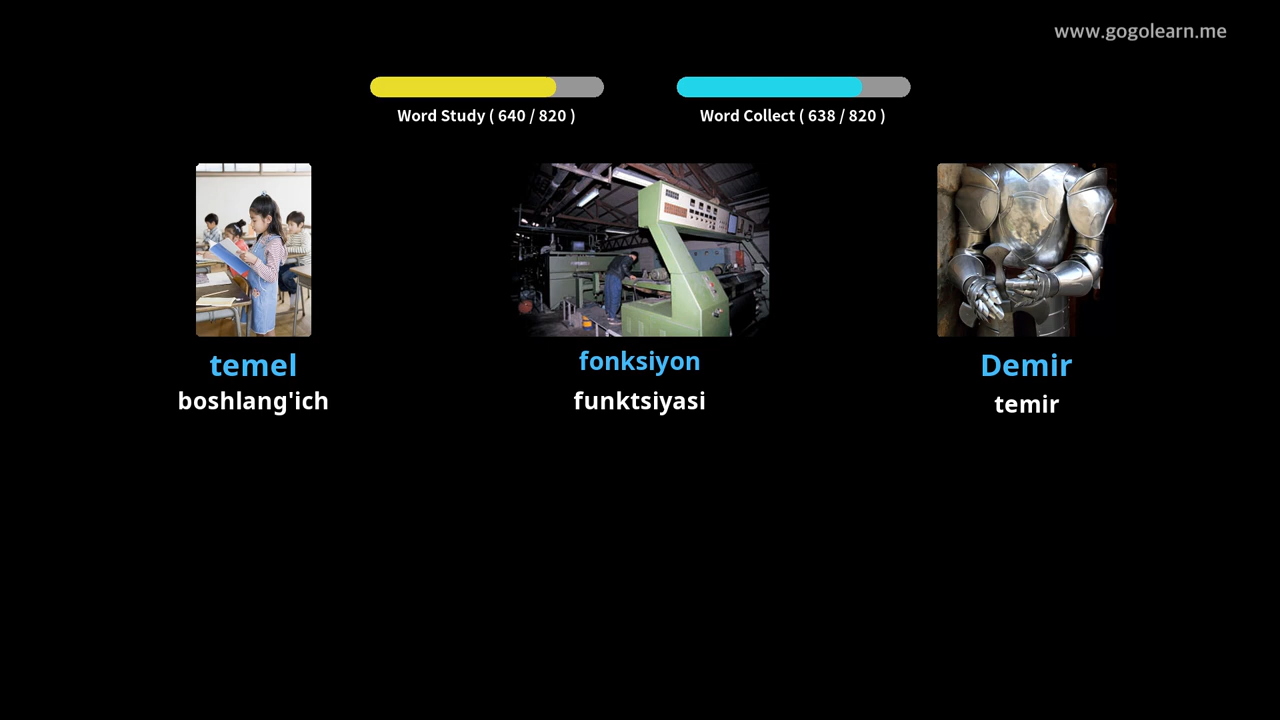 www.gogolearn.me
Word Study ( 640 / 820 )
Word Collect ( 638 / 820 )
temel
boshlang'ich
fonksiyon
funktsiyasi
Demir
temir